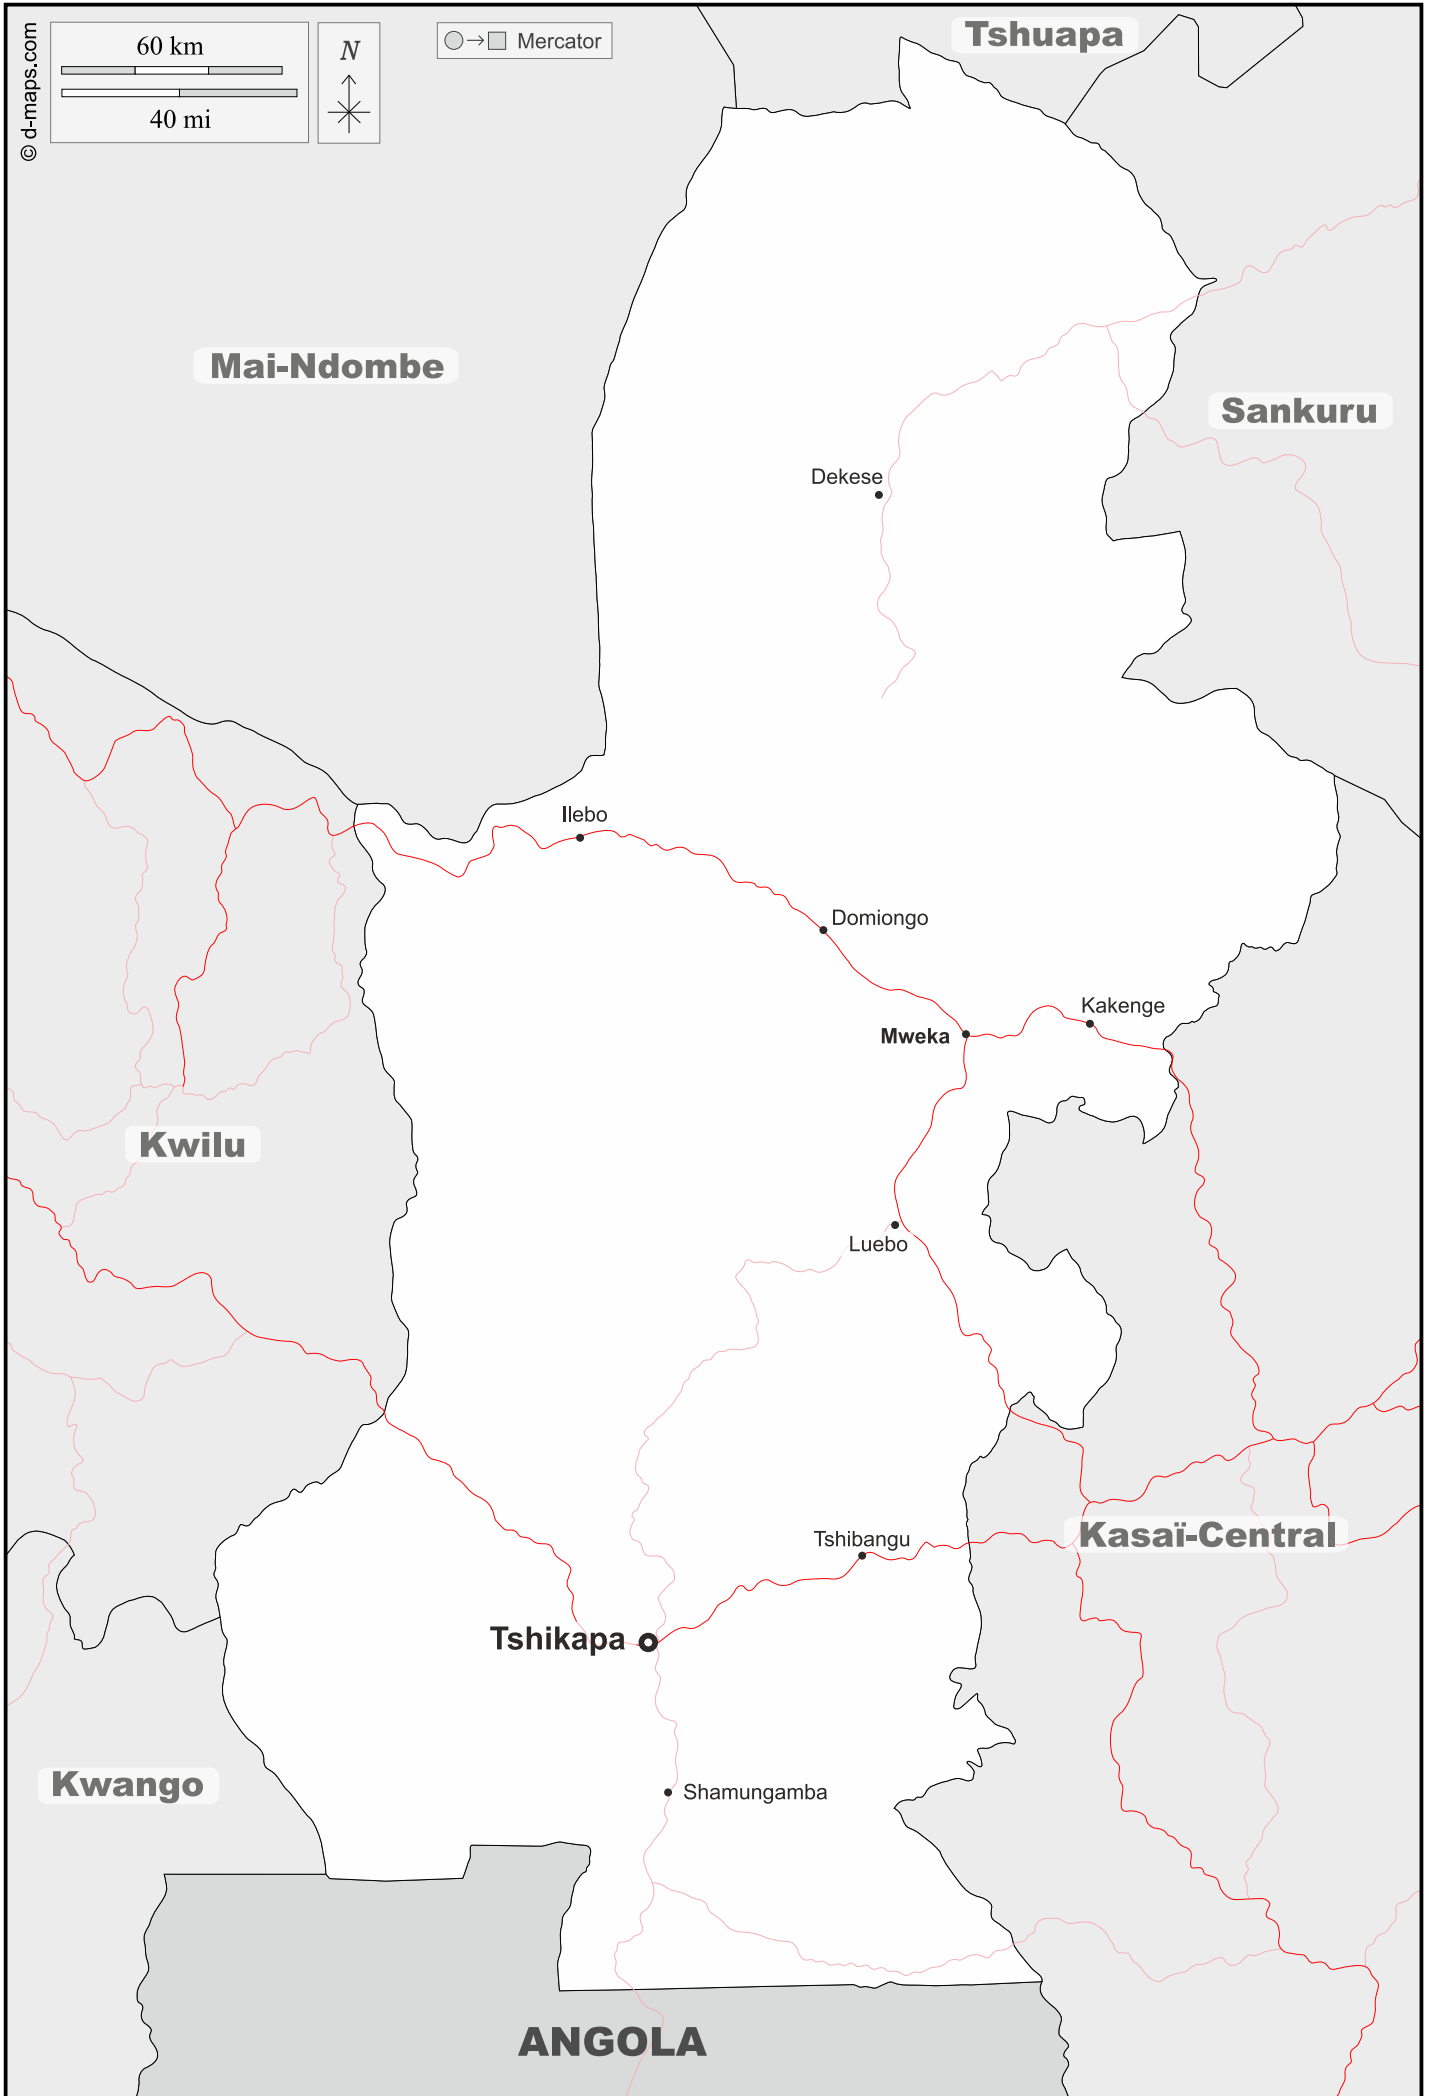 © d-maps.com
60 km
40 mi
N
Mercator
Tshuapa
Mai-Ndombe
Sankuru
Dekese
Ilebo
Domiongo
Kakenge
Mweka
Kwilu
Luebo
Tshibangu
Kasaï-Central
Tshikapa
Kwango
Shamungamba
ANGOLA